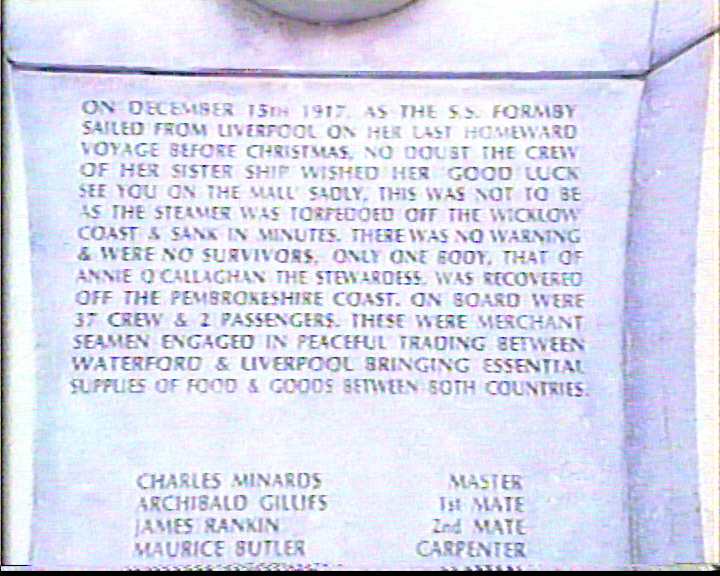 ON DECEMBER 15TH 1917, AS THE S.S. FORMBY
SAILED FROM LIVERPOOL ON HER LAST HOMEWARD
VOYAGE BEFORE CHRISTMAS, NO DOUBT THE CREW
OF HER SISTER SHIP WISHED HER 'GOOD LUCK
SEE YOU ON THE MALL' SADLY, THIS WAS NOT TO BE
AS THE STEAMER WAS TORPEDOED OFF THE WICKLOW
COAST & SANK IN MINUTES. THERE WAS NO WARNING
& WERE NO SURVIVORS. ONLY ONE BODY, THAT OF
ANNIE O'CALLAGHAN THE STEWARDESS, WAS RECOVERED
OFF THE PEMBROKESHIRE COAST. ON BOARD WERE
37 CREW & 2 PASSENGERS. THESE WERE MERCHANT
SEAMEN ENGAGED IN PEACEFUL TRADING BETWEEN
WATERFORD & LIVERPOOL BRINGING ESSENTIAL
SUPPLIES OF FOOD & GOODS BETWEEN BOTH COUNTRIES.
CHARLES MINARDS MASTER
ARCHIBALD GILLIES 1st MATE
JAMES RANKIN 2nd MATE
MAURICE BUTLER CARPENTER